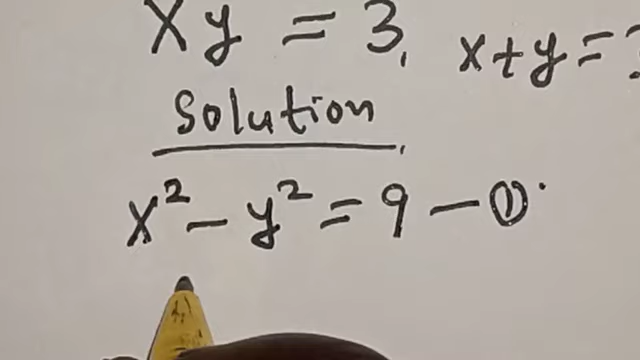 xy = 3, x+y=?
Solution
x² - y² = 9 - ①